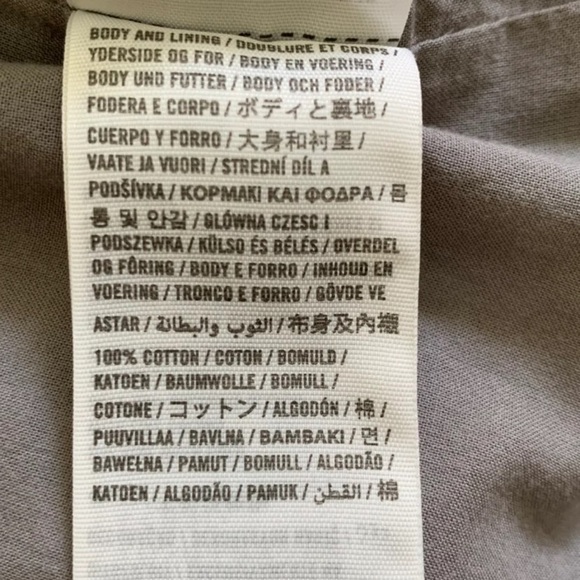 BODY AND LINING / DOUBLURE ET CORPS /
YDERSIDE OG FOR / BODY EN VOERING /
BODY UND FUTTER / BODY OCH FODER /
FODERA E CORPO / ボディと裏地 /
CUERPO Y FORRO / 大身和衬里 /
VAATE JA VUORI / STREDNÍ DÍL A
PODŠÍVKA / ΚΟΡΜΑΚΙ ΚΑΙ ΦΟΔΡΑ / 몸
통 및 안감 / GLÓWNA CZESC I
PODSZEWKA / KÜLSO ÉS BÉLÉS / OVERDEL
OG FÔRING / BODY E FORRO / INHOUD EN
VOERING / TRONCO E FORRO / GÖVDE VE
ASTAR / الثوب والبطانة / 布身及內襯
100% COTTON / COTON / BOMULD /
KATOEN / BAUMWOLLE / BOMULL /
COTONE / コットン / ALGODÓN / 棉 /
PUUVILLAA / BAVLNA / ΒΑΜΒΑΚΙ / 면 /
BAWEŁNA / PAMUT / BOMULL / ALGODÃO /
KATOEN / ALGODÃO / PAMUK / القطن / 棉